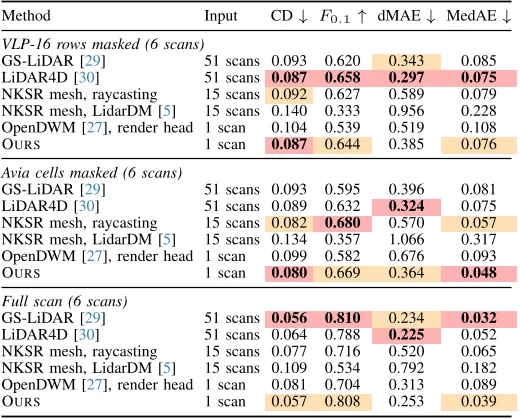 Method Input CD ↓ F0.1 ↑ dMAE ↓ MedAE ↓
VLP-16 rows masked (6 scans)
GS-LiDAR [29] 51 scans 0.093 0.620 0.343 0.085
LiDAR4D [30] 51 scans 0.087 0.658 0.297 0.075
NKSR mesh, raycasting 15 scans 0.092 0.627 0.589 0.079
NKSR mesh, LidarDM [5] 15 scans 0.140 0.333 0.956 0.228
OpenDWM [27], render head 1 scan 0.104 0.539 0.519 0.108
OURS 1 scan 0.087 0.644 0.385 0.076
Avia cells masked (6 scans)
GS-LiDAR [29] 51 scans 0.093 0.595 0.396 0.081
LiDAR4D [30] 51 scans 0.089 0.632 0.324 0.075
NKSR mesh, raycasting 15 scans 0.082 0.680 0.570 0.057
NKSR mesh, LidarDM [5] 15 scans 0.134 0.357 1.066 0.317
OpenDWM [27], render head 1 scan 0.099 0.582 0.676 0.093
OURS 1 scan 0.080 0.669 0.364 0.048
Full scan (6 scans)
GS-LiDAR [29] 51 scans 0.056 0.810 0.234 0.032
LiDAR4D [30] 51 scans 0.064 0.788 0.225 0.052
NKSR mesh, raycasting 15 scans 0.077 0.716 0.520 0.065
NKSR mesh, LidarDM [5] 15 scans 0.109 0.534 0.792 0.182
OpenDWM [27], render head 1 scan 0.081 0.704 0.313 0.089
OURS 1 scan 0.057 0.808 0.253 0.039